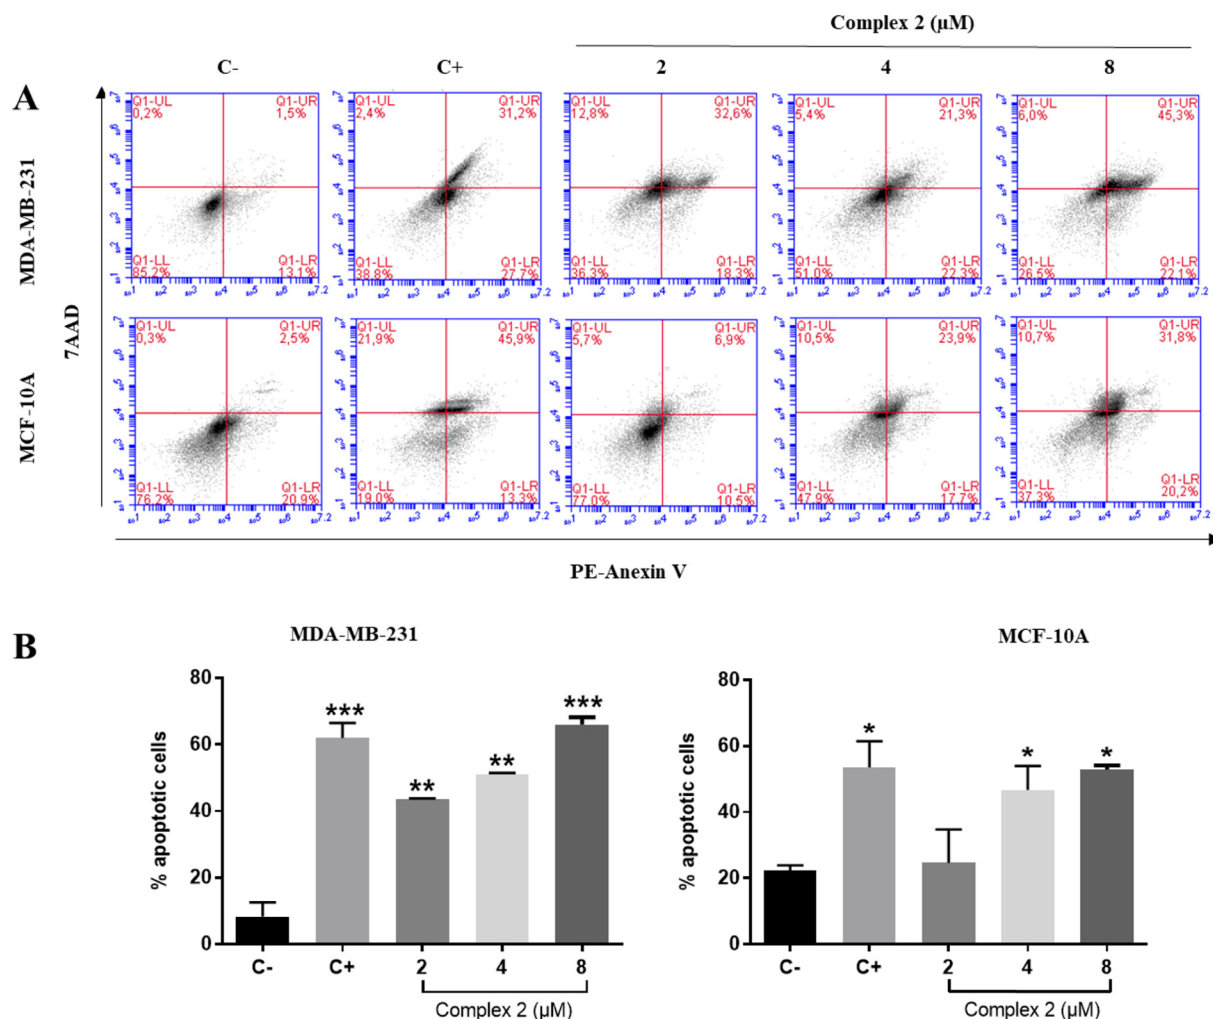 Complex 2 (µM)
C- C+ 2 4 8
A
MDA-MB-231
Q1-UL Q1-UR
0,2% 1,5%
Q1-LL Q1-LR
85,2% 13,1%
Q1-UL Q1-UR
2,4% 31,2%
Q1-LL Q1-LR
38,8% 27,7%
Q1-UL Q1-UR
12,8% 32,6%
Q1-LL Q1-LR
36,3% 18,3%
Q1-UL Q1-UR
5,4% 21,3%
Q1-LL Q1-LR
51,0% 22,3%
Q1-UL Q1-UR
6,0% 45,3%
Q1-LL Q1-LR
26,5% 22,1%
7AAD
MCF-10A
Q1-UL Q1-UR
0,3% 2,5%
Q1-LL Q1-LR
76,2% 20,9%
Q1-UL Q1-UR
21,9% 45,9%
Q1-LL Q1-LR
19,0% 13,3%
Q1-UL Q1-UR
5,7% 6,9%
Q1-LL Q1-LR
77,0% 10,5%
Q1-UL Q1-UR
10,5% 23,9%
Q1-LL Q1-LR
47,9% 17,7%
Q1-UL Q1-UR
10,7% 31,8%
Q1-LL Q1-LR
37,3% 20,2%
PE-Anexin V
B
MDA-MB-231
% apoptotic cells
80
60
40
20
0
*** ** ** ***
C- C+ 2 4 8
Complex 2 (µM)
MCF-10A
% apoptotic cells
80
60
40
20
0
* * *
C- C+ 2 4 8
Complex 2 (µM)